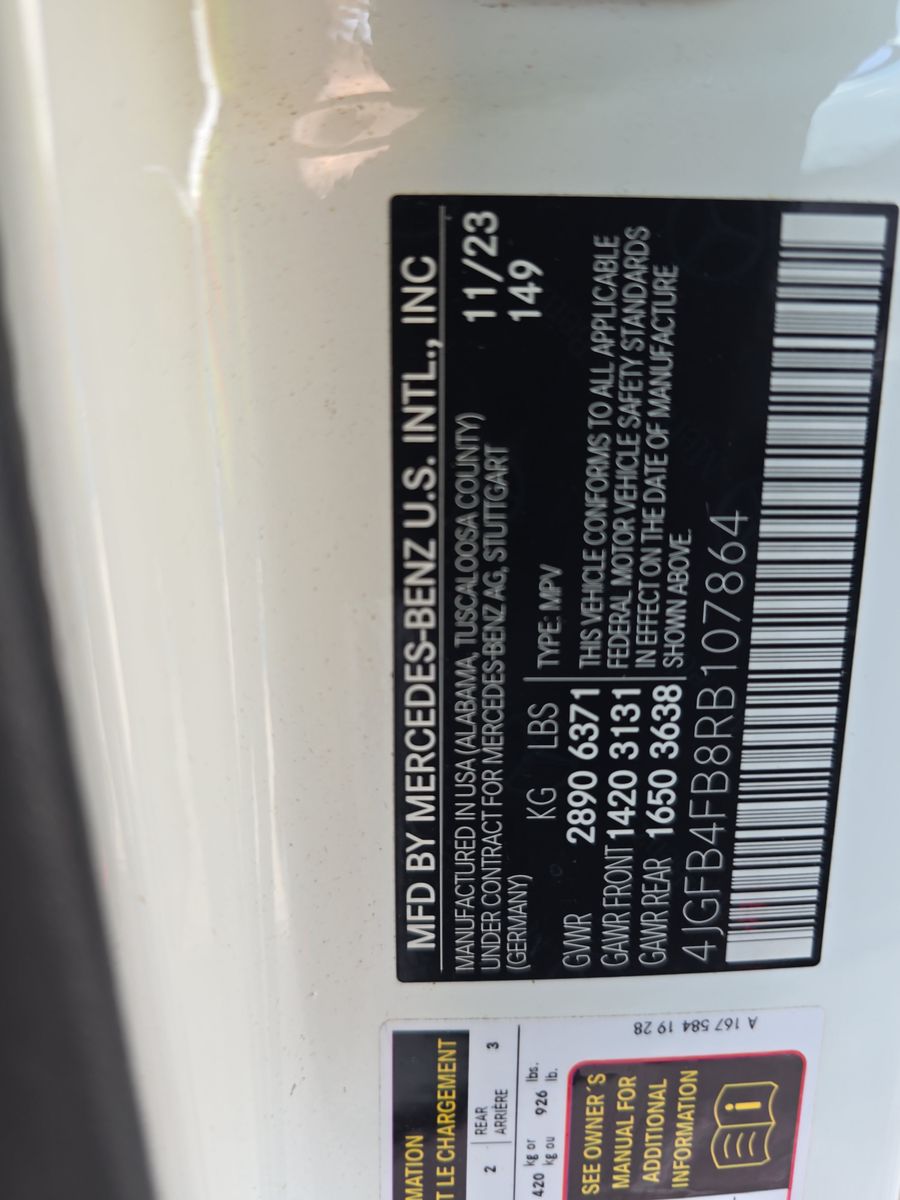 MFD BY MERCEDES-BENZ U.S. INTL., INC
MANUFACTURED IN USA (ALABAMA, TUSCALOOSA COUNTY) 11/23
UNDER CONTRACT FOR MERCEDES-BENZ AG, STUTTGART 149
(GERMANY)
KG LBS TYPE: MPV
GVWR 2890 6371 THIS VEHICLE CONFORMS TO ALL APPLICABLE
GAWR FRONT 1420 3131 FEDERAL MOTOR VEHICLE SAFETY STANDARDS
GAWR REAR 1650 3638 IN EFFECT ON THE DATE OF MANUFACTURE
SHOWN ABOVE.
4JGFB4FB8RB107864
MATION
T LE CHARGEMENT
2 REAR 3
ARRIÈRE
420 kg or 926 lbs.
kg ou lb.
SEE OWNER´S
MANUAL FOR
ADDITIONAL
INFORMATION
i
A 167 584 19 28